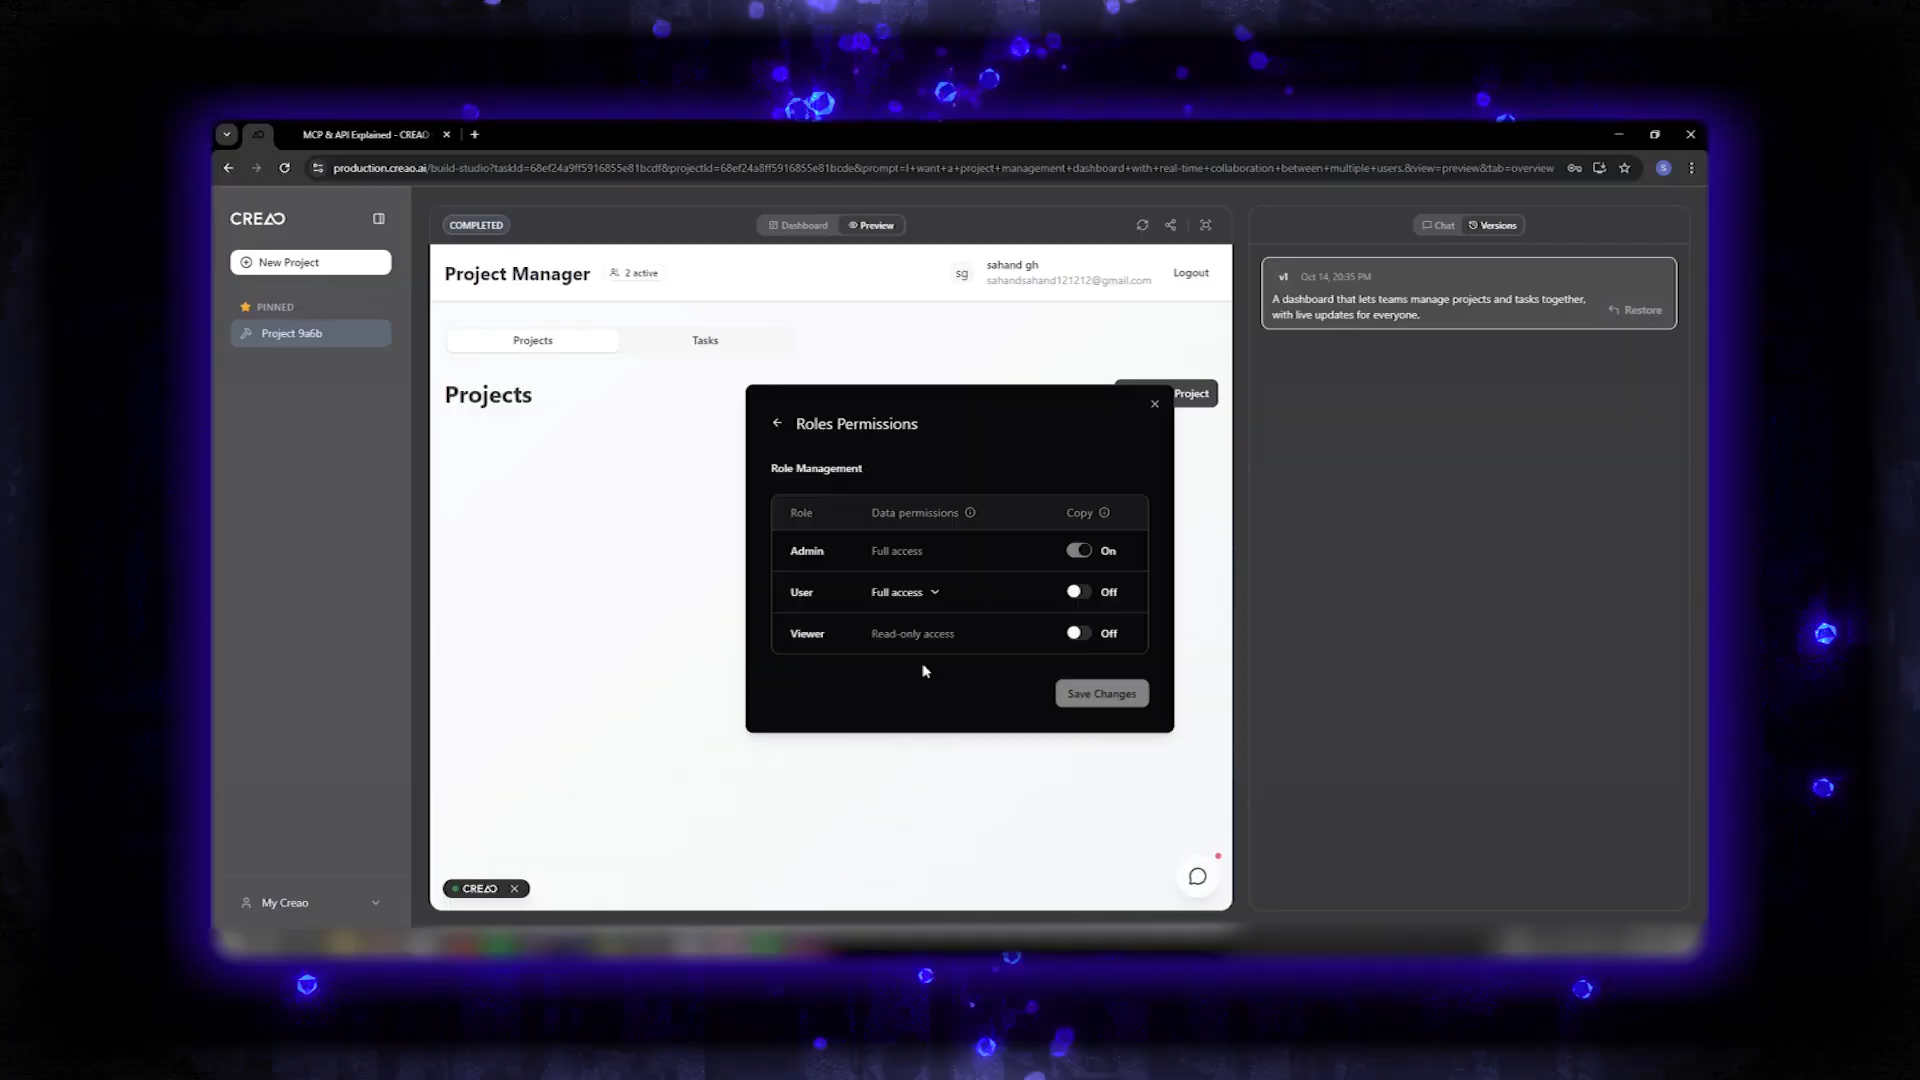 MCP & API Explained - CREAO
production.creao.ai/build-studio?taskId=68ef24a9ff5916855e81bcdf&projectId=68ef24a8ff5916855e81bcde&prompt=I+want+a+project+management+dashboard+with+real-time+collaboration+between+multiple+users.&view=preview&tab=overview
S
CREAO
New Project
PINNED
Project 9a6b
My Creao
COMPLETED
Dashboard
Preview
Project Manager
2 active
sg
sahand gh
sahandsahand121212@gmail.com
Logout
Projects
Tasks
Projects
Project
Roles Permissions
Role Management
Role Data permissions Copy
Admin Full access On
User Full access Off
Viewer Read-only access Off
Save Changes
CREAO
Chat
Versions
v1 Oct 14, 20:35 PM
A dashboard that lets teams manage projects and tasks together,
with live updates for everyone.
Restore